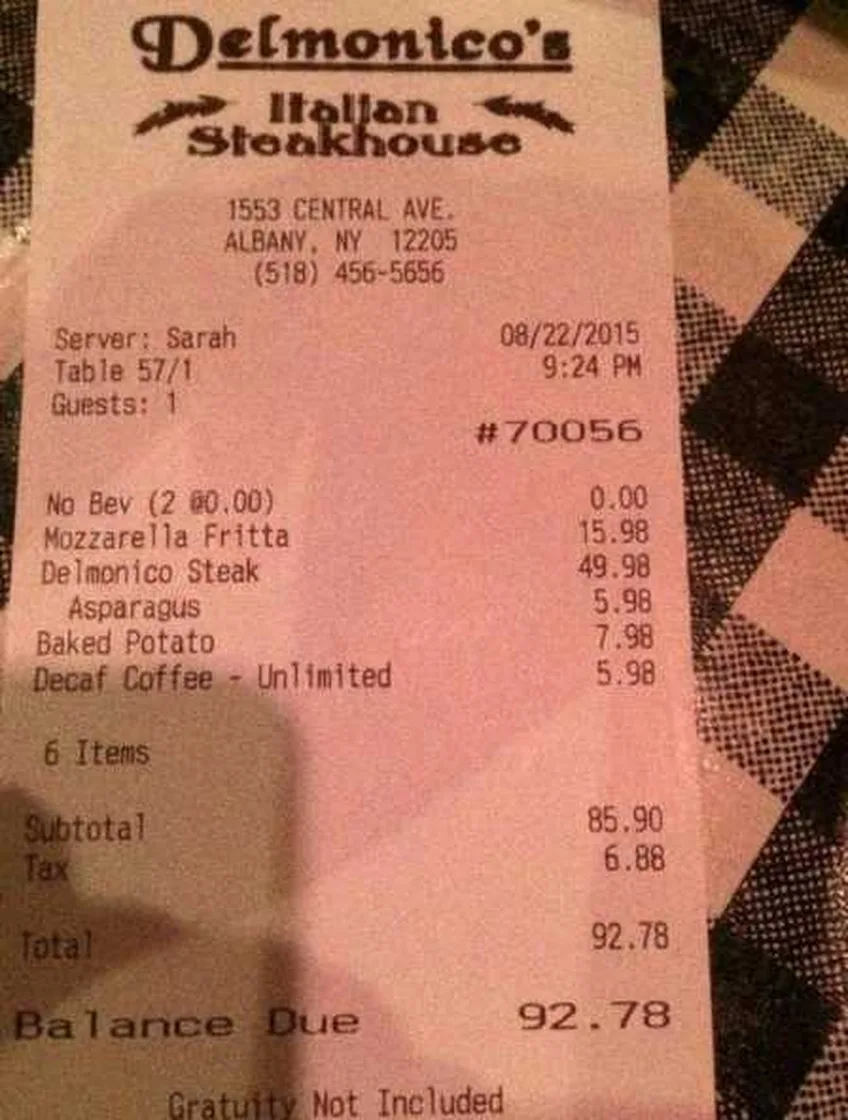 Delmonico's
Italian
Steakhouse
1553 CENTRAL AVE.
ALBANY, NY 12205
(518) 456-5656
Server: Sarah 08/22/2015
Table 57/1 9:24 PM
Guests: 1
#70056
No Bev (2 @0.00) 0.00
Mozzarella Fritta 15.98
Delmonico Steak 49.98
Asparagus 5.98
Baked Potato 7.98
Decaf Coffee - Unlimited 5.98
6 Items
Subtotal 85.90
Tax 6.88
Total 92.78
Balance Due 92.78
Gratuity Not Included